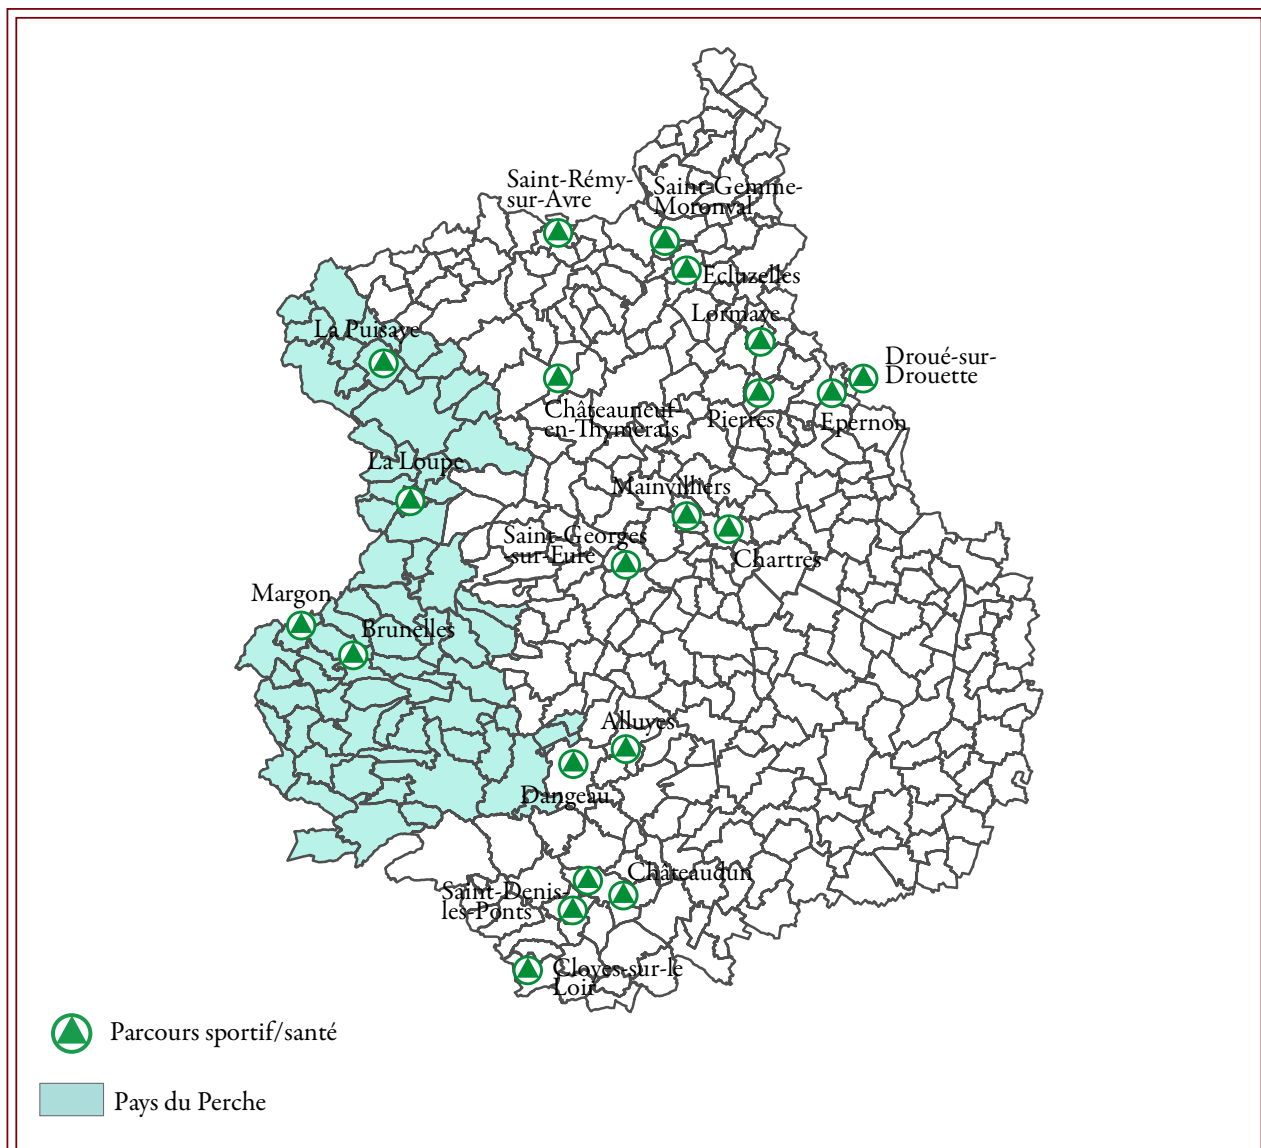 Saint-Rémy-
sur-Avre
Saint-Gemme-
Moronval
Ecluzelles
Lormaye
La Puisaye
Droué-sur-
Drouette
Châteauneuf-
en-Thymerais
Pierres
Epernon
La Loupe
Mainvilliers
Saint-Georges
-sur-Eure
Chartres
Margon
Brunelles
Alluyes
Dangeau
Châteaudun
Saint-Denis-
les-Ponts
Cloyes-sur-le
Loir
Parcours sportif/santé
Pays du Perche